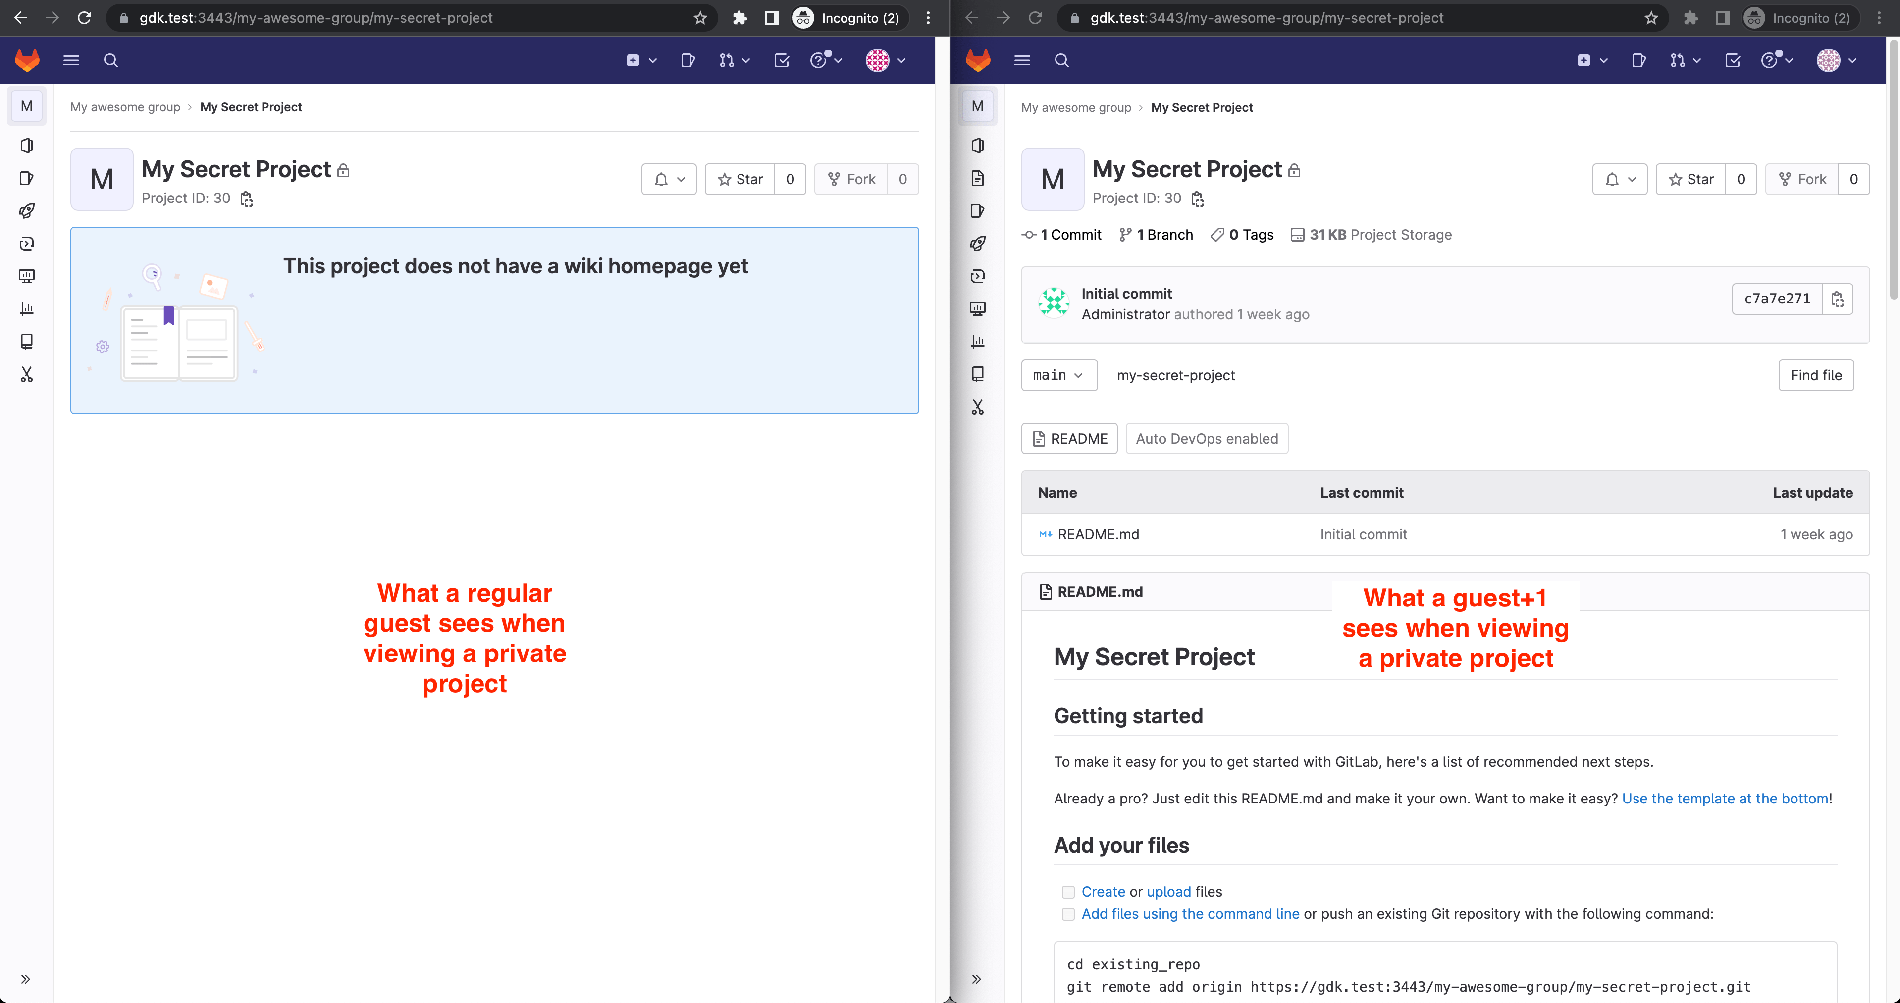 gdk.test:3443/my-awesome-group/my-secret-project
Incognito (2)
M
My awesome group › My Secret Project
M
My Secret Project
Project ID: 30
Star
0
Fork
0
This project does not have a wiki homepage yet
What a regular
guest sees when
viewing a private
project
gdk.test:3443/my-awesome-group/my-secret-project
Incognito (2)
M
My awesome group › My Secret Project
M
My Secret Project
Project ID: 30
Star
0
Fork
0
1 Commit
1 Branch
0 Tags
31 KB Project Storage
Initial commit
Administrator authored 1 week ago
c7a7e271
main
my-secret-project
Find file
README
Auto DevOps enabled
Name
Last commit
Last update
README.md
Initial commit
1 week ago
README.md
What a guest+1
sees when viewing
a private project
My Secret Project
Getting started
To make it easy for you to get started with GitLab, here's a list of recommended next steps.
Already a pro? Just edit this README.md and make it your own. Want to make it easy? Use the template at the bottom!
Add your files
Create or upload files
Add files using the command line or push an existing Git repository with the following command:
cd existing_repo
git remote add origin https://gdk.test:3443/my-awesome-group/my-secret-project.git